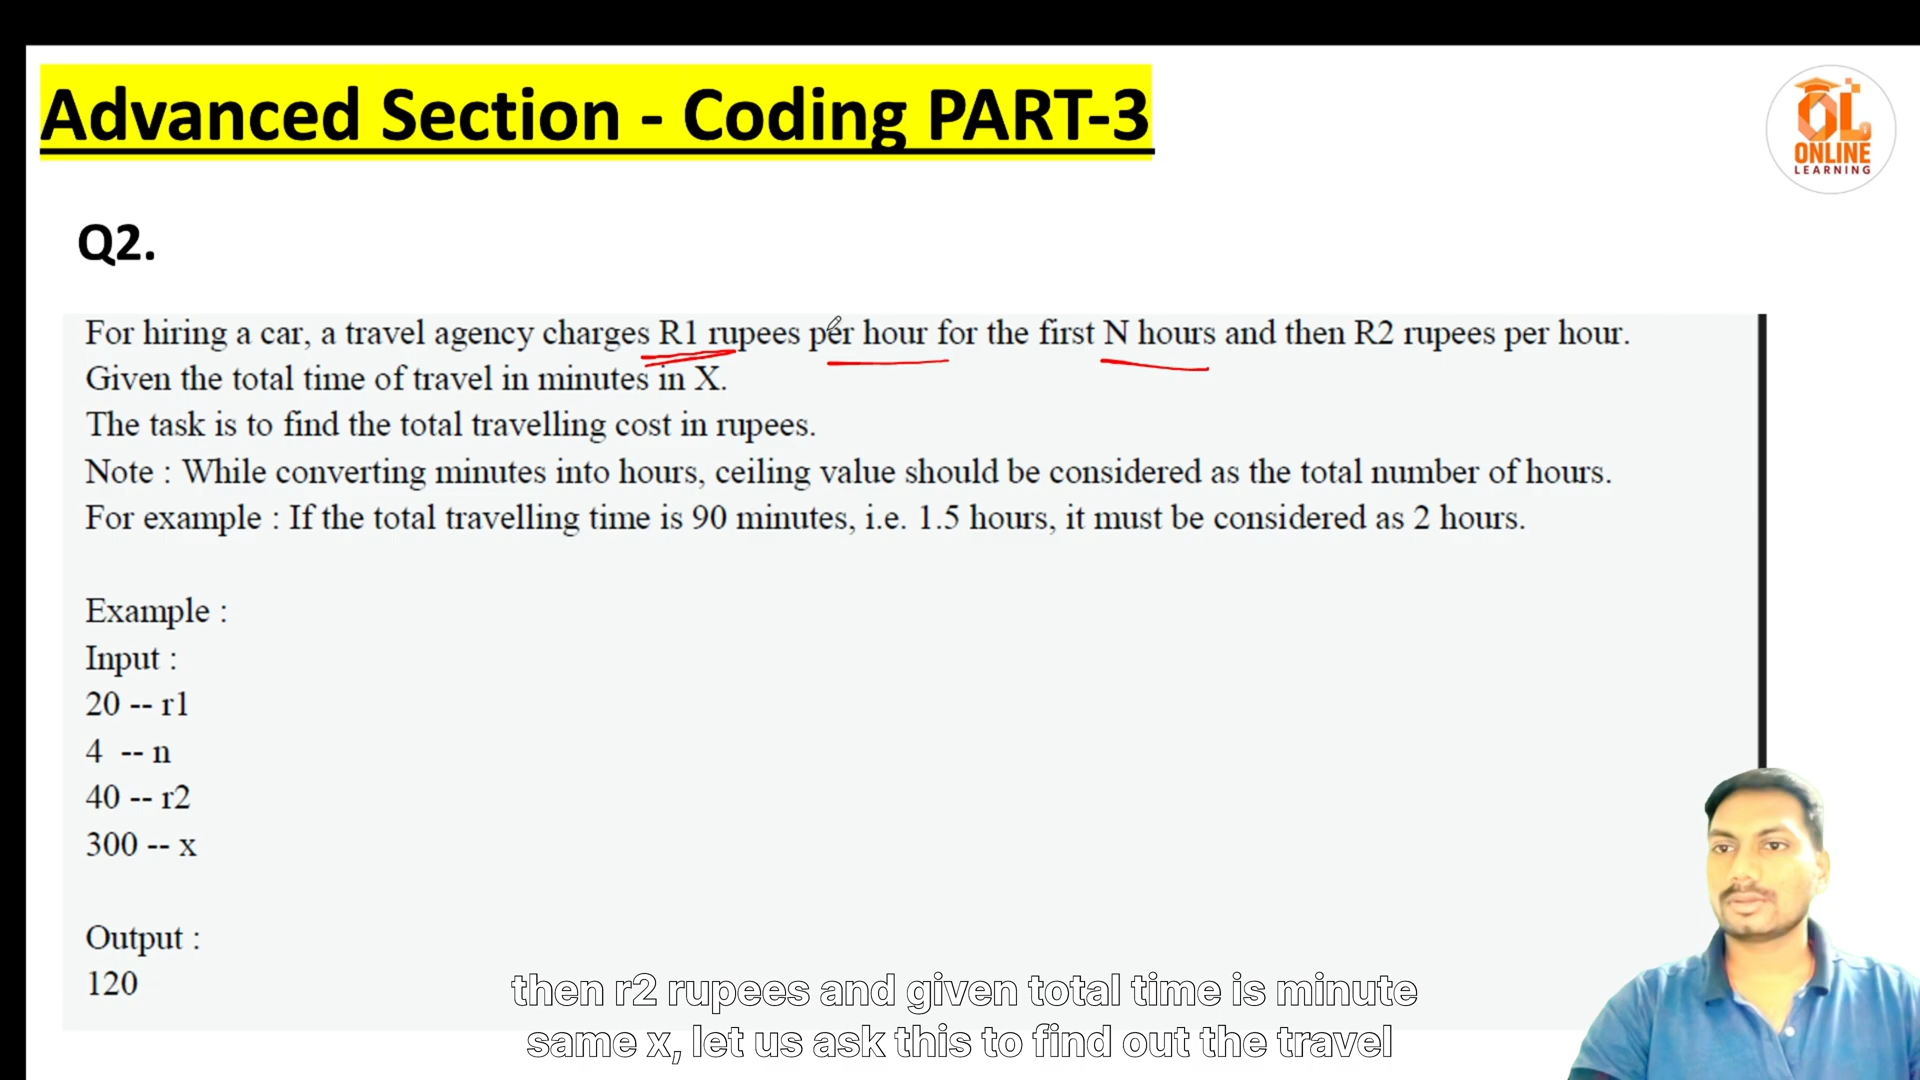 Advanced Section - Coding PART-3
OL
ONLINE
LEARNING
Q2.
For hiring a car, a travel agency charges R1 rupees per hour for the first N hours and then R2 rupees per hour.
Given the total time of travel in minutes in X.
The task is to find the total travelling cost in rupees.
Note : While converting minutes into hours, ceiling value should be considered as the total number of hours.
For example : If the total travelling time is 90 minutes, i.e. 1.5 hours, it must be considered as 2 hours.
Example :
Input :
20 -- r1
4 -- n
40 -- r2
300 -- x
Output :
120
then r2 rupees and given total time is minute
same x, let us ask this to find out the travel